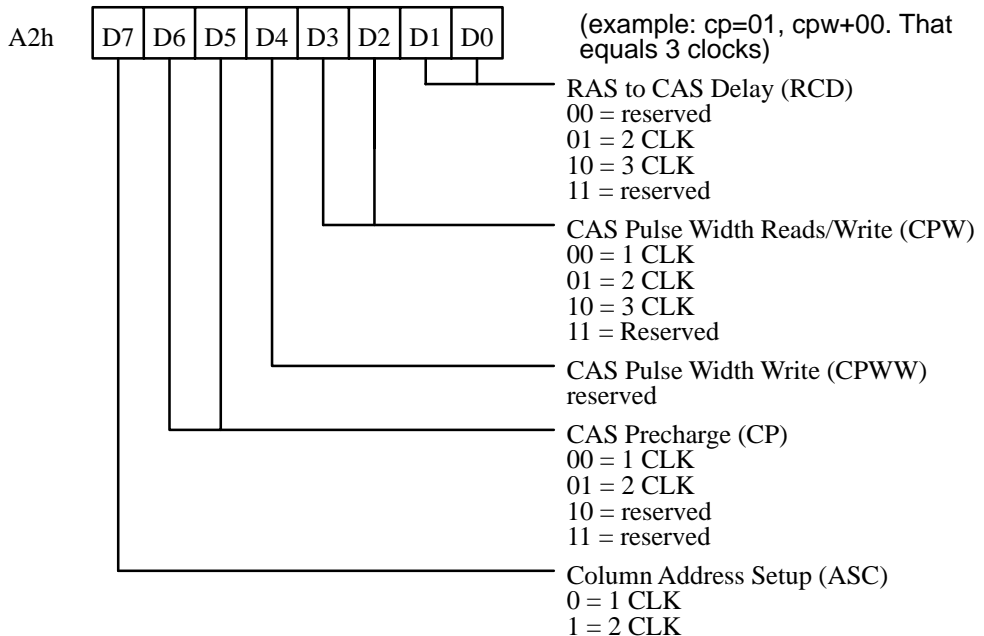 A2h D7 D6 D5 D4 D3 D2 D1 D0
(example: cp=01, cpw+00. That
equals 3 clocks)
RAS to CAS Delay (RCD)
00 = reserved
01 = 2 CLK
10 = 3 CLK
11 = reserved
CAS Pulse Width Reads/Write (CPW)
00 = 1 CLK
01 = 2 CLK
10 = 3 CLK
11 = Reserved
CAS Pulse Width Write (CPWW)
reserved
CAS Precharge (CP)
00 = 1 CLK
01 = 2 CLK
10 = reserved
11 = reserved
Column Address Setup (ASC)
0 = 1 CLK
1 = 2 CLK